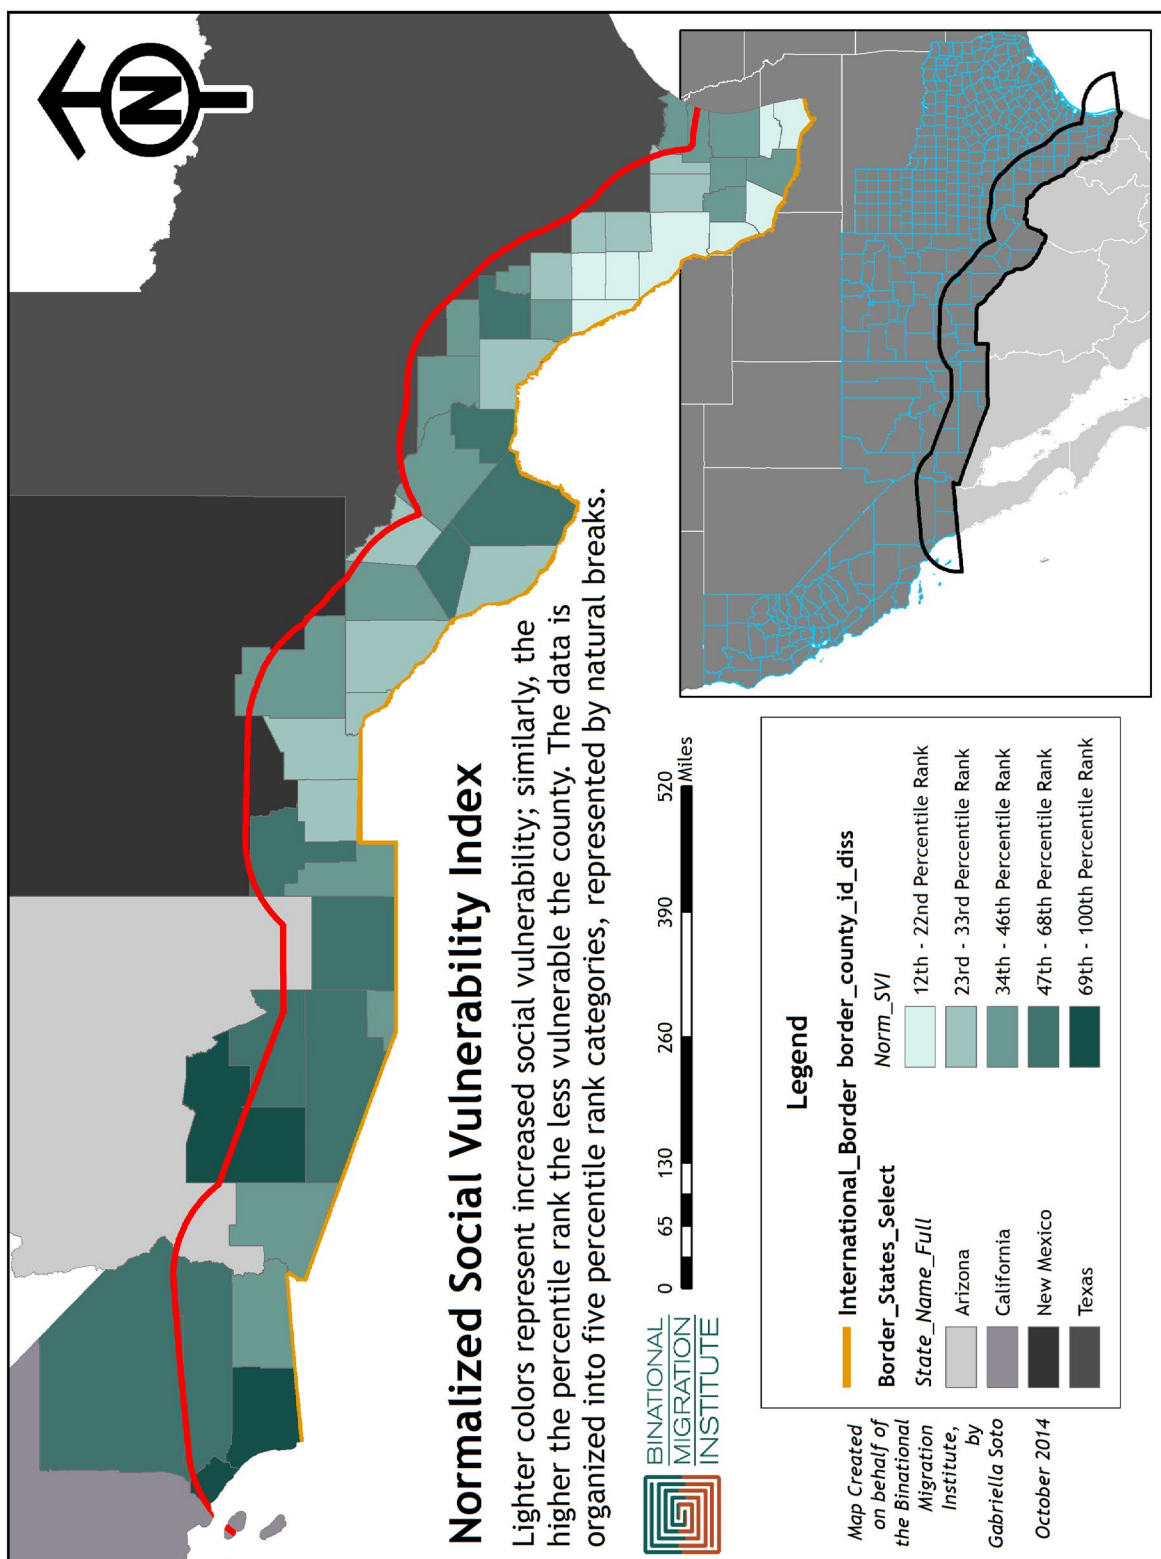 N
Normalized Social Vulnerability Index
Lighter colors represent increased social vulnerability; similarly, the
higher the percentile rank the less vulnerable the county. The data is
organized into five percentile rank categories, represented by natural breaks.
BINATIONAL
MIGRATION
INSTITUTE
0 65 130 260 390 520
Miles
Map Created
on behalf of
the Binational
Migration
Institute,
by
Gabriella Soto
October 2014
Legend
International_Border
Border_States_Select
State_Name_Full
Arizona
California
New Mexico
Texas
border_county_id_diss
Norm_SVI
12th - 22nd Percentile Rank
23rd - 33rd Percentile Rank
34th - 46th Percentile Rank
47th - 68th Percentile Rank
69th - 100th Percentile Rank